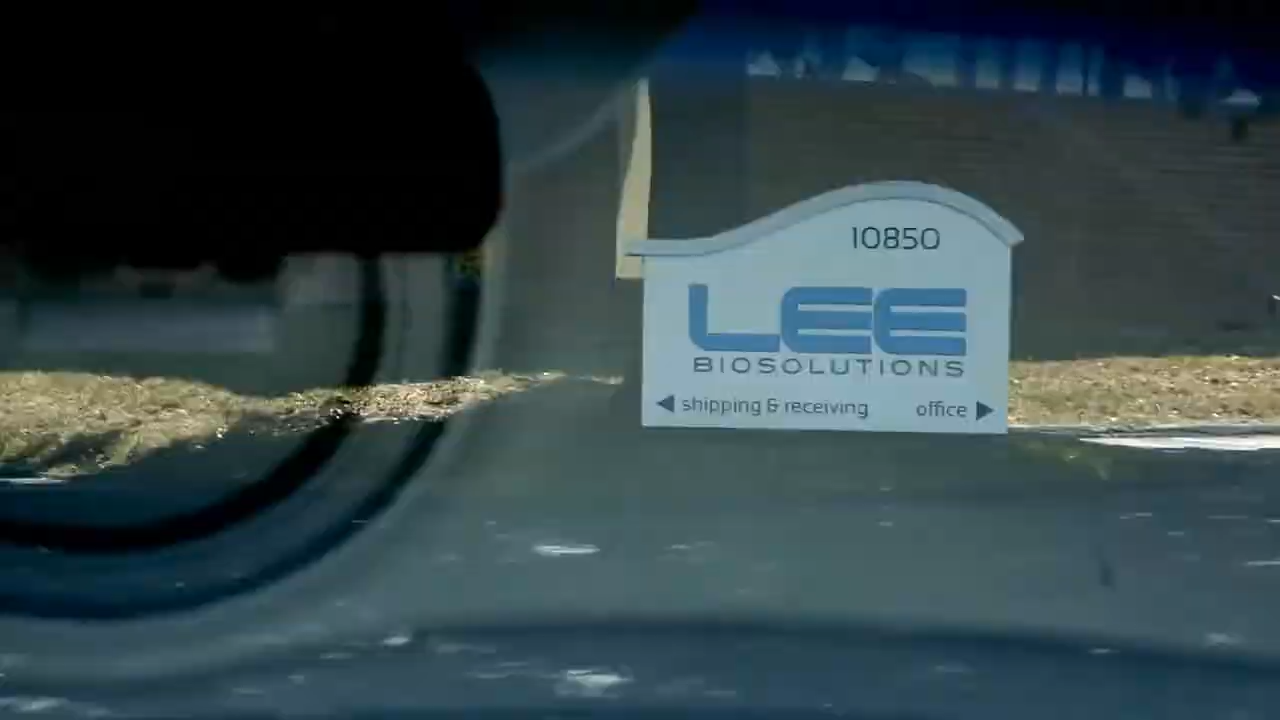 10850
LEE
BIOSOLUTIONS
◀ shipping & receiving office ▶